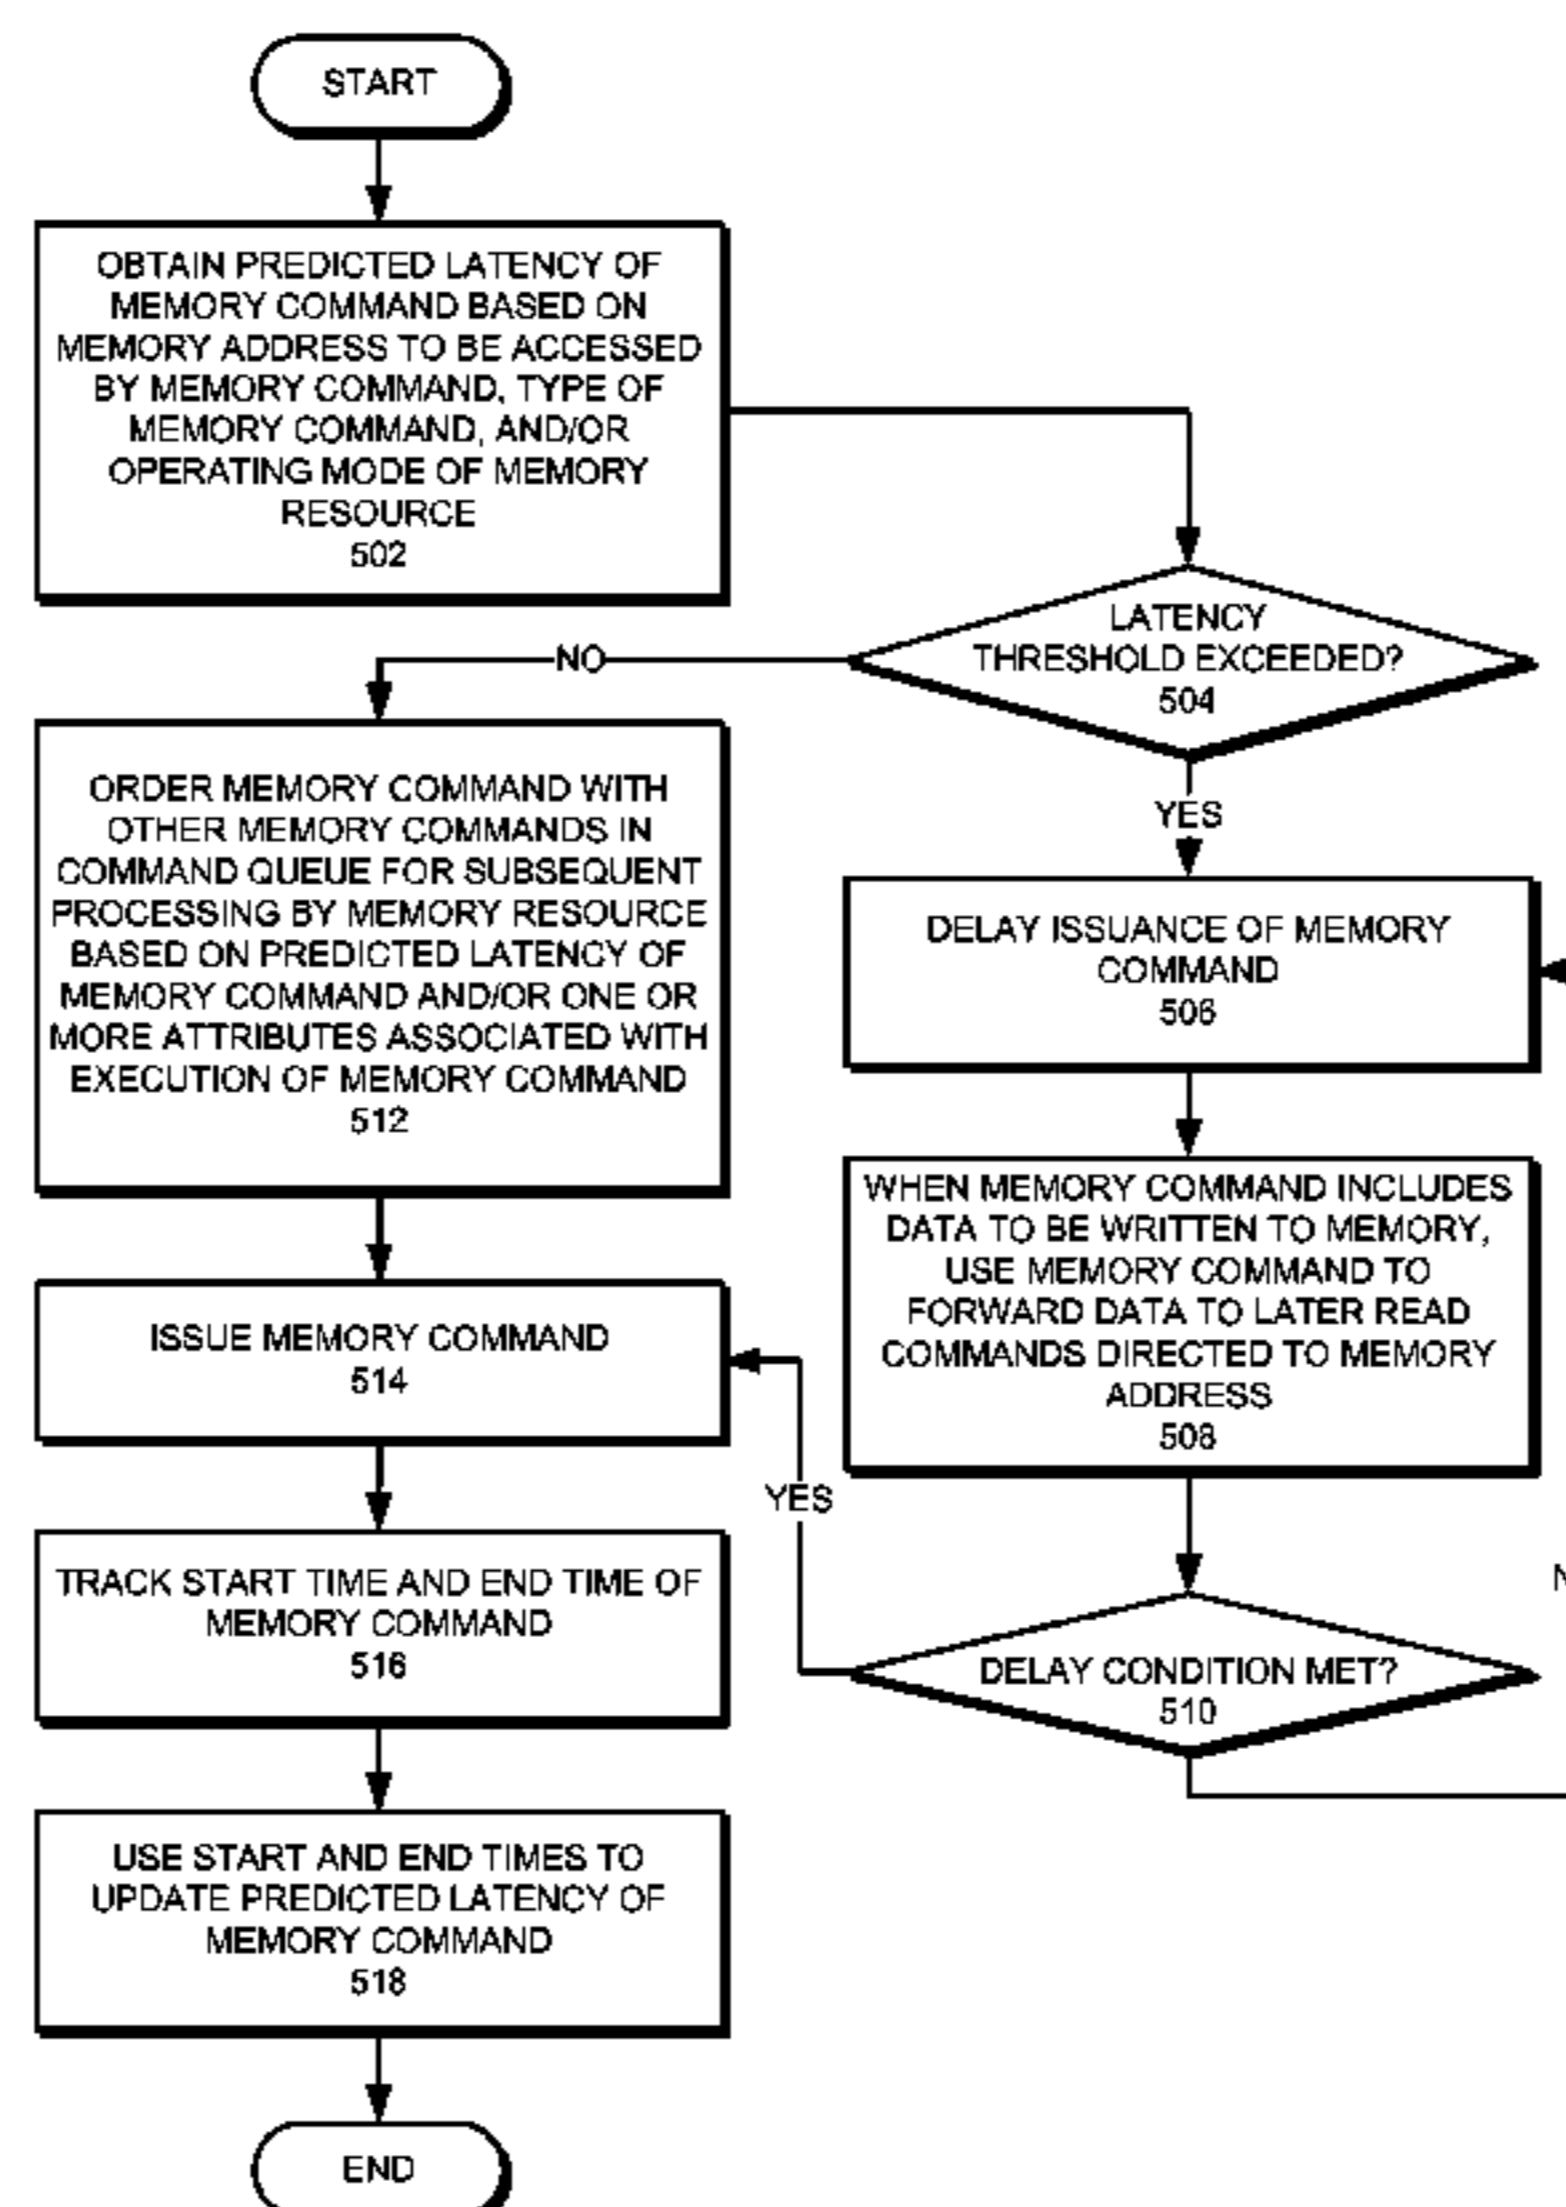 START
OBTAIN PREDICTED LATENCY OF
MEMORY COMMAND BASED ON
MEMORY ADDRESS TO BE ACCESSED
BY MEMORY COMMAND, TYPE OF
MEMORY COMMAND, AND/OR
OPERATING MODE OF MEMORY
RESOURCE
502
LATENCY
THRESHOLD EXCEEDED?
504
NO
YES
ORDER MEMORY COMMAND WITH
OTHER MEMORY COMMANDS IN
COMMAND QUEUE FOR SUBSEQUENT
PROCESSING BY MEMORY RESOURCE
BASED ON PREDICTED LATENCY OF
MEMORY COMMAND AND/OR ONE OR
MORE ATTRIBUTES ASSOCIATED WITH
EXECUTION OF MEMORY COMMAND
512
DELAY ISSUANCE OF MEMORY
COMMAND
506
WHEN MEMORY COMMAND INCLUDES
DATA TO BE WRITTEN TO MEMORY,
USE MEMORY COMMAND TO
FORWARD DATA TO LATER READ
COMMANDS DIRECTED TO MEMORY
ADDRESS
508
ISSUE MEMORY COMMAND
514
YES
DELAY CONDITION MET?
510
TRACK START TIME AND END TIME OF
MEMORY COMMAND
516
USE START AND END TIMES TO
UPDATE PREDICTED LATENCY OF
MEMORY COMMAND
518
END